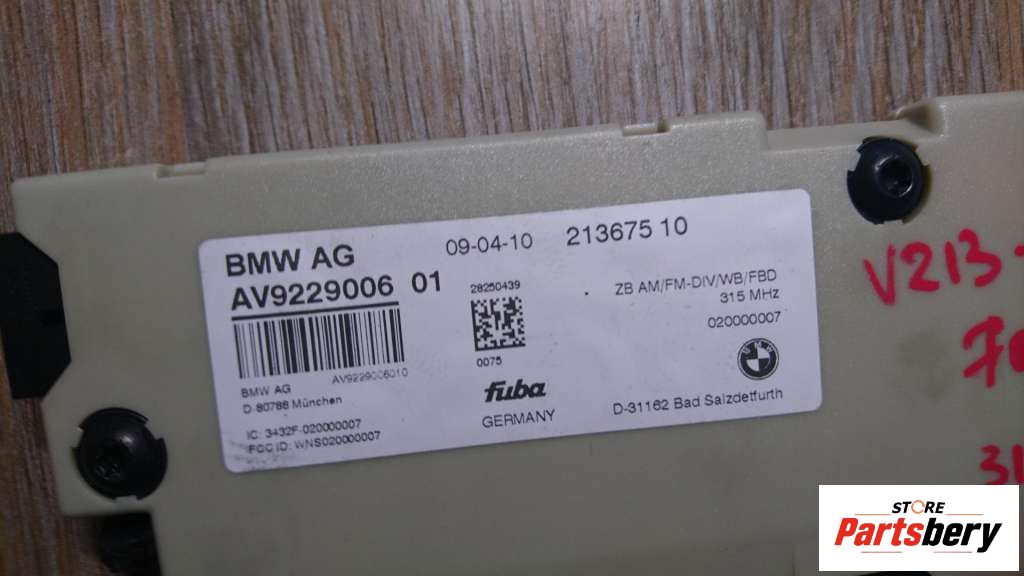 BMW AG 09-04-10 213675 10
AV9229006 01
28250439
ZB AM/FM-DIV/WB/FBD
315 MHz
020000007
0075
AV9229006010
BMW AG
D-80788 München
fuba
GERMANY
D-31162 Bad Salzdetfurth
IC: 3432F-020000007
FCC ID: WNS020000007
V213-
STORE
Partsbery